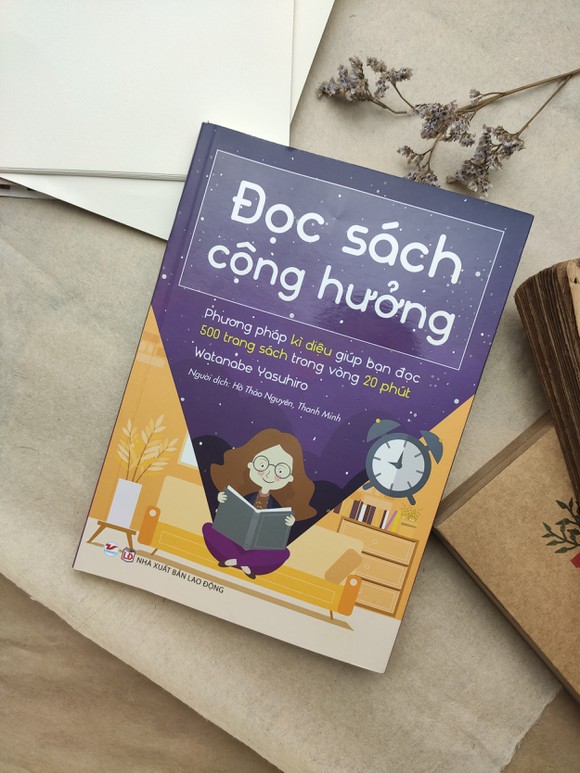 Đọc sách
cộng hưởng
Phương pháp kì diệu giúp bạn đọc
500 trang sách trong vòng 20 phút
Watanabe Yasuhiro
Người dịch: Hồ Thảo Nguyên, Thanh Minh
NHÀ XUẤT BẢN LAO ĐỘNG